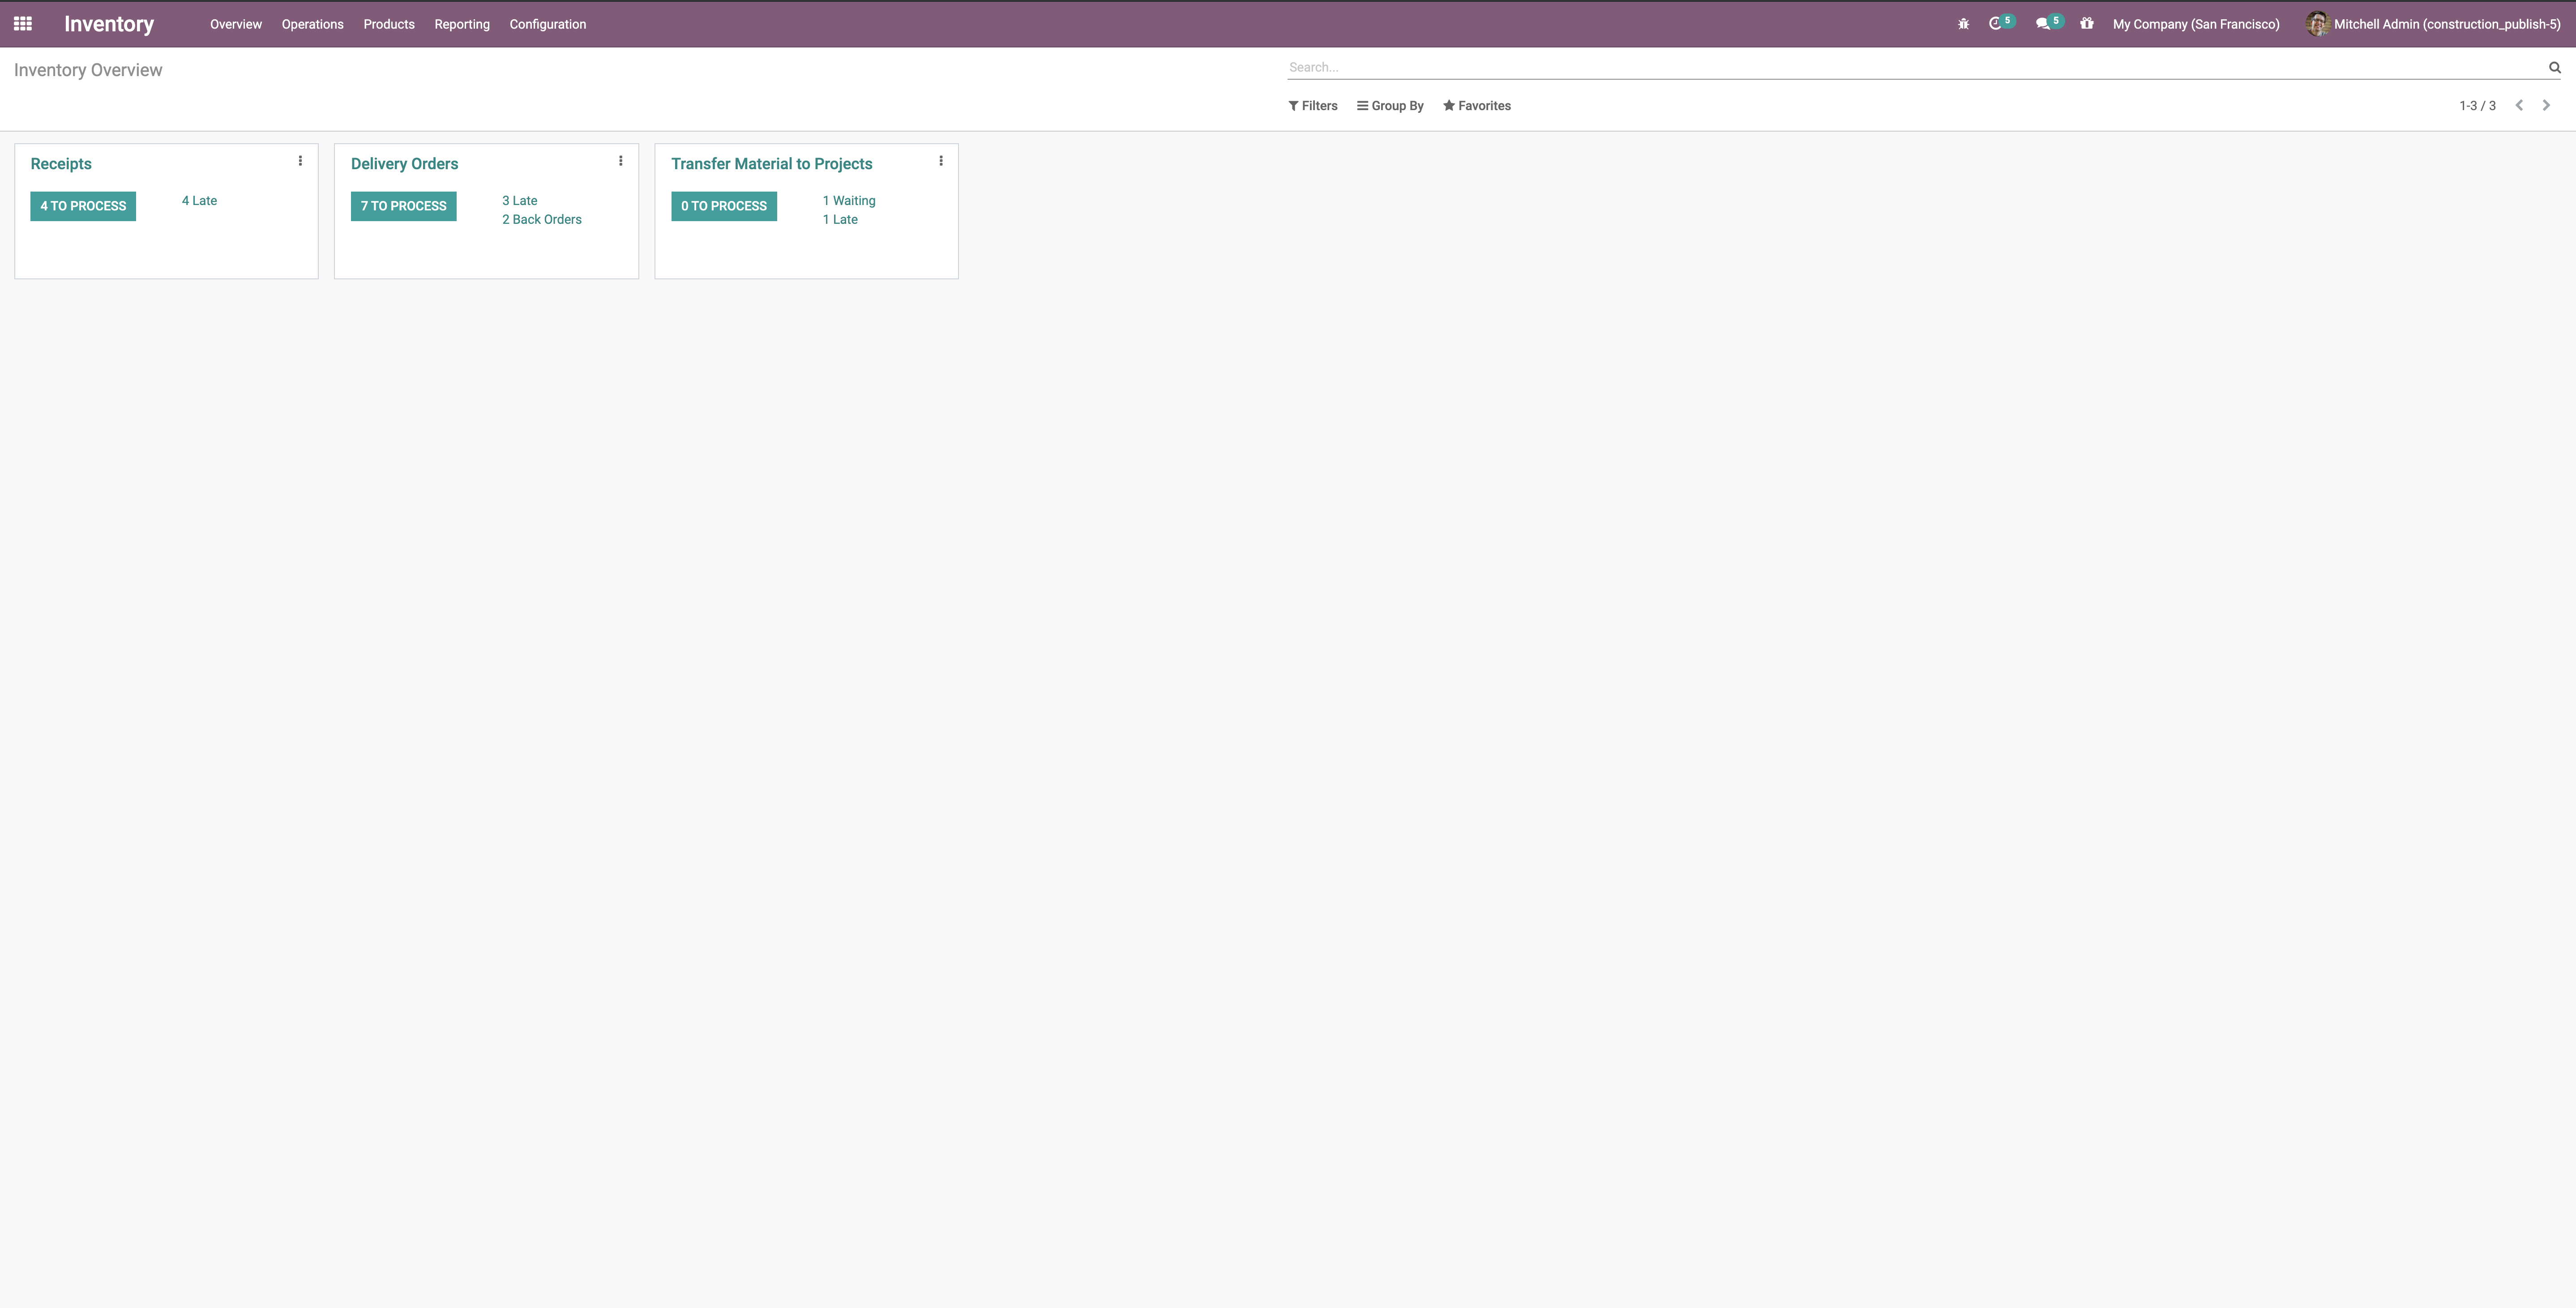 Inventory Overview Operations Products Reporting Configuration 5 5 My Company (San Francisco) Mitchell Admin (construction_publish-5)
Inventory Overview
Search...
Filters Group By Favorites 1-3 / 3
Receipts
4 TO PROCESS
4 Late
Delivery Orders
7 TO PROCESS
3 Late
2 Back Orders
Transfer Material to Projects
0 TO PROCESS
1 Waiting
1 Late